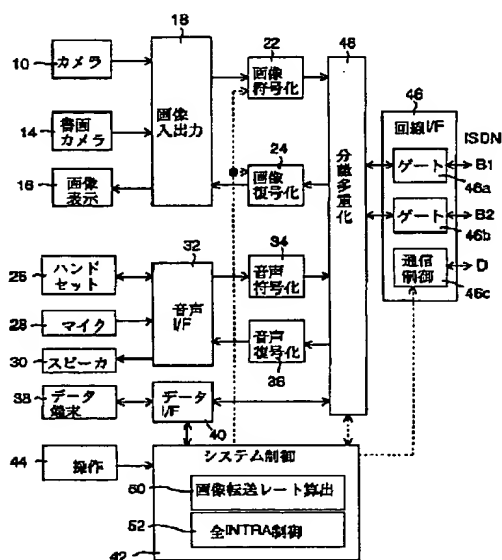 18
22
48
10 カメラ
画像符号化
46
回線I/F
ISDN
14 書画カメラ
画像入出力
ゲート
B1
46a
24
16 画像表示
画像復号化
分離多重化
ゲート
B2
46b
32
34
通信制御
D
46c
26 ハンドセット
音声I/F
音声符号化
28 マイク
音声復号化
30 スピーカ
36
38 データ端末
データI/F
40
44 操作
システム制御
50 画像転送レート算出
52 全INTRA制御
42